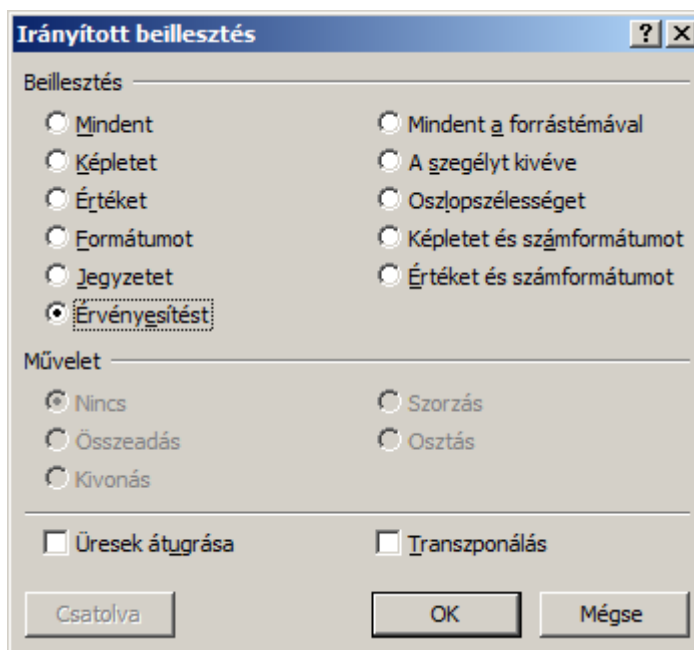 Irányított beillesztés
Beillesztés
Mindent
Mindent a forrástémával
Képletet
A szegélyt kivéve
Értéket
Oszlopszélességet
Formátumot
Képletet és számformátumot
Jegyzetet
Értéket és számformátumot
Érvényesítést
Művelet
Nincs
Szorzás
Összeadás
Osztás
Kivonás
Üresek átugrása
Transzponálás
Csatolva
OK
Mégse